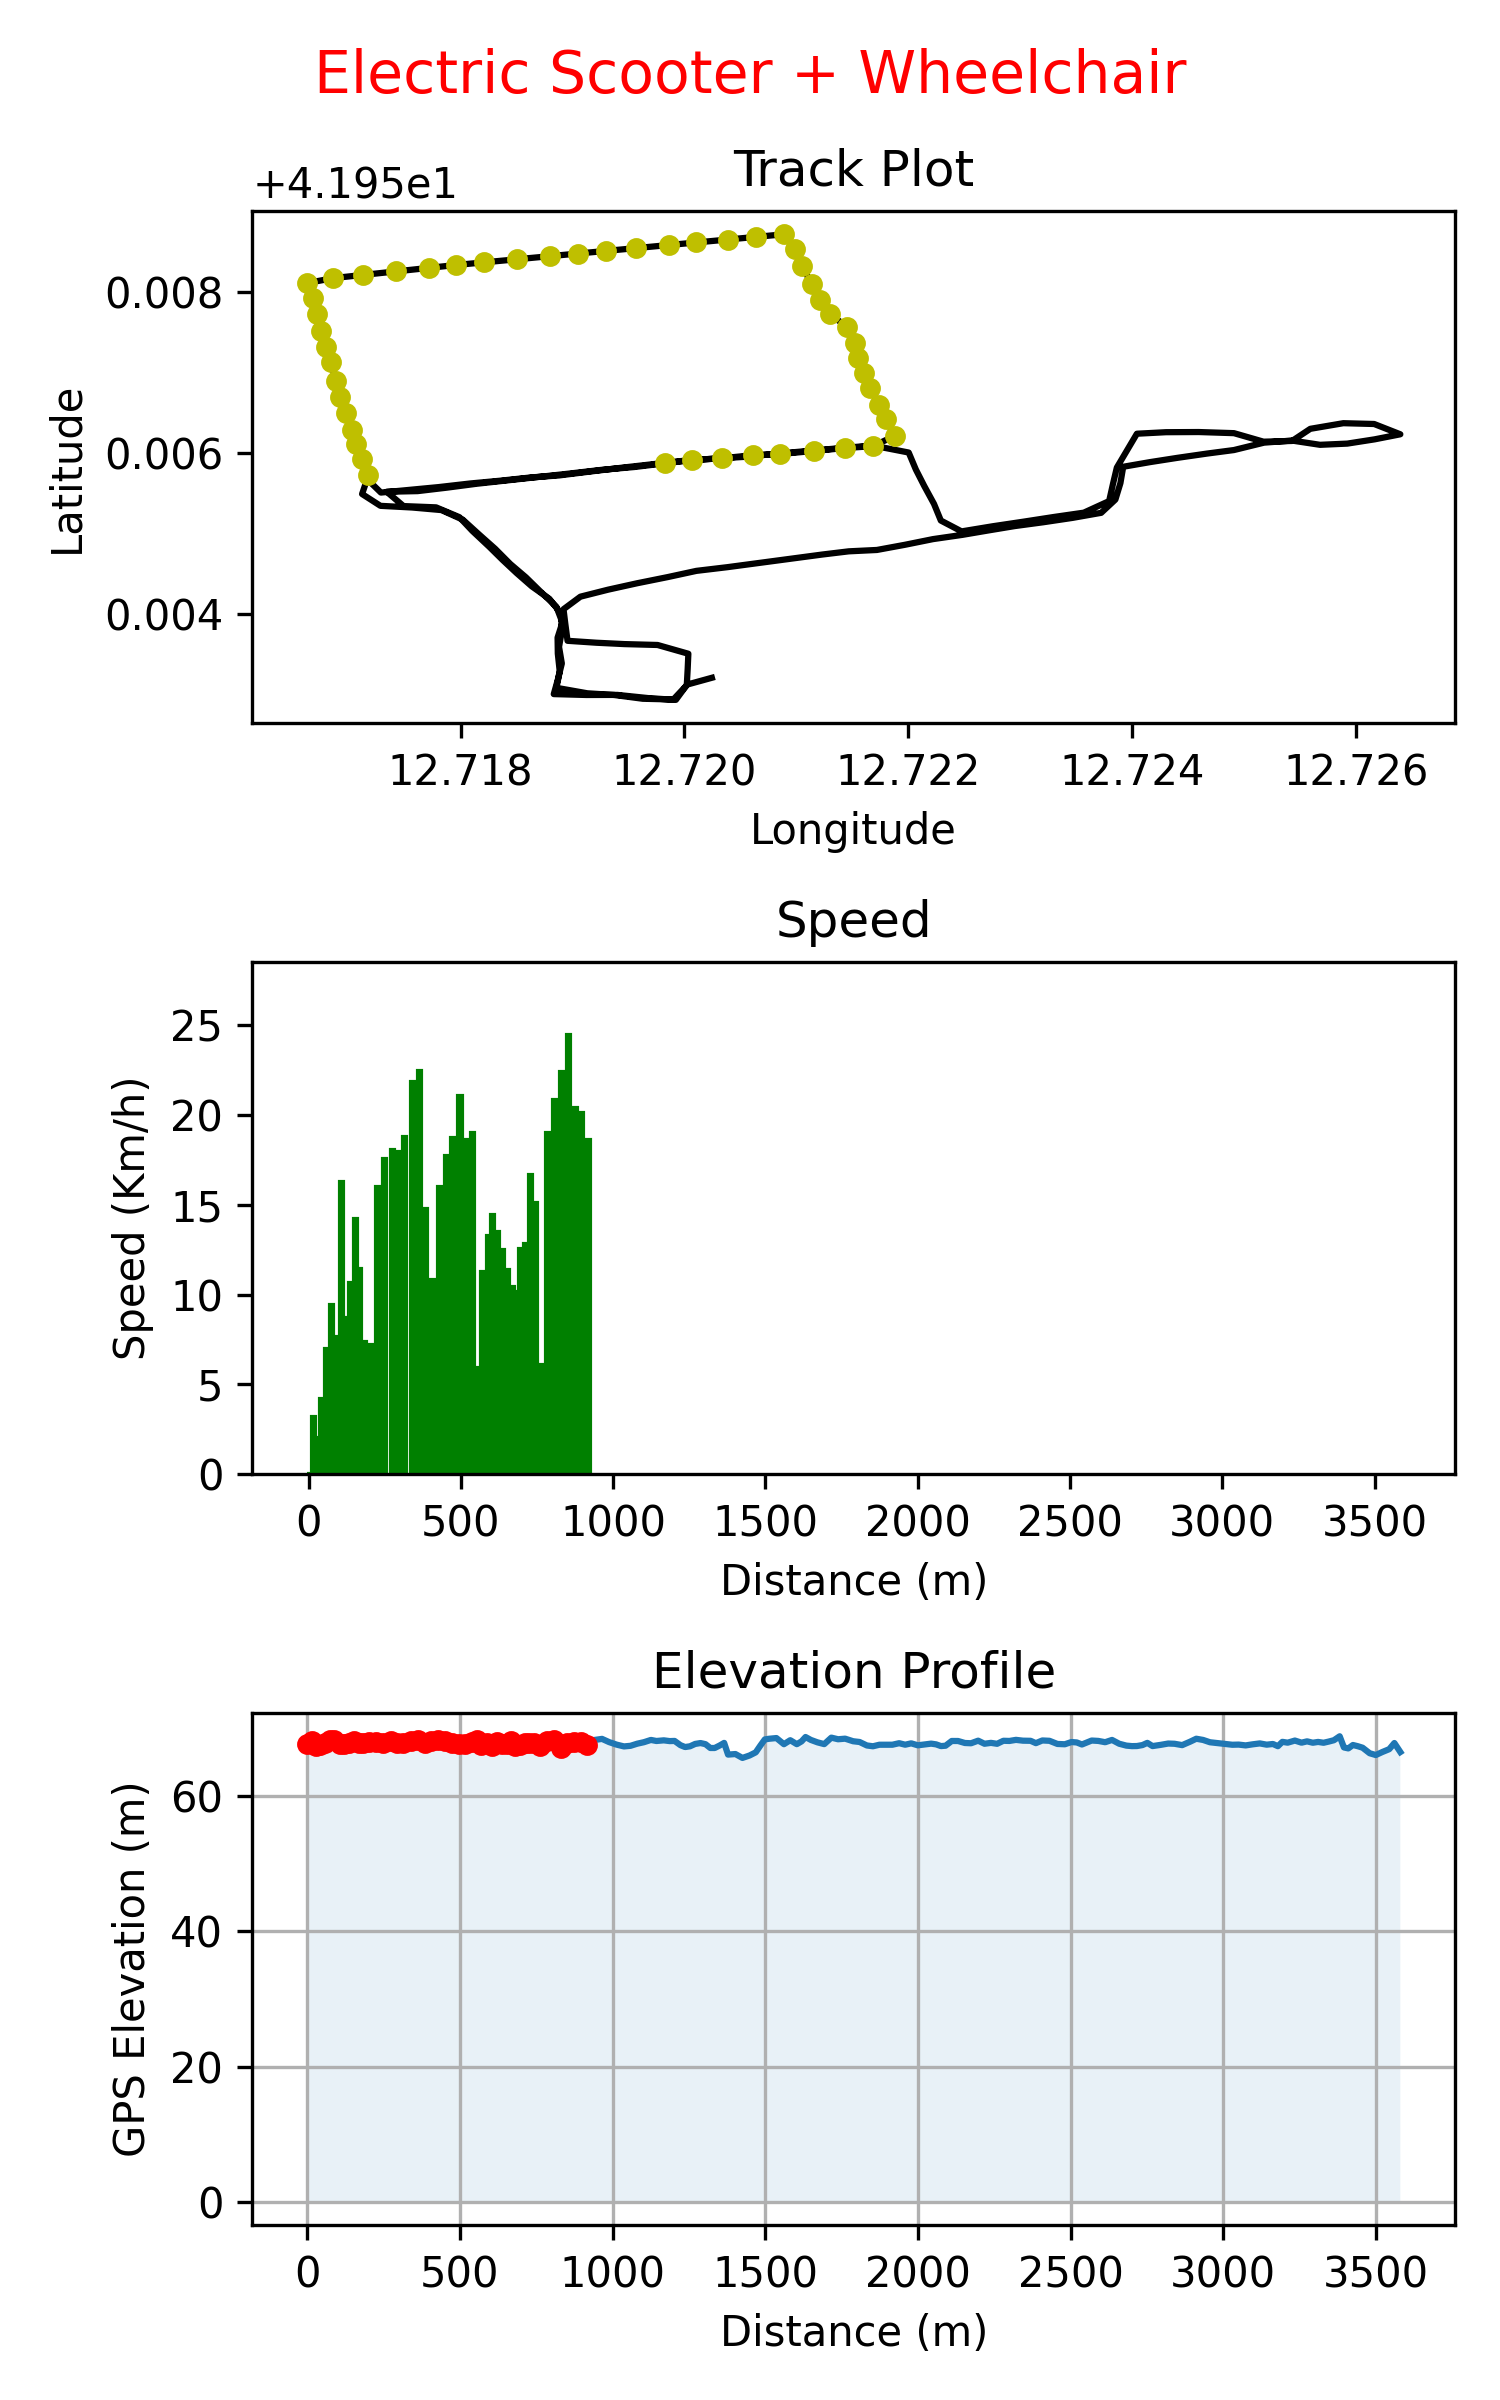 Electric Scooter + Wheelchair
Track Plot
+4.195e1
0.008
0.006
0.004
Latitude
12.718 12.720 12.722 12.724 12.726
Longitude
Speed
25
20
15
10
5
0
Speed (Km/h)
0 500 1000 1500 2000 2500 3000 3500
Distance (m)
Elevation Profile
60
40
20
0
GPS Elevation (m)
0 500 1000 1500 2000 2500 3000 3500
Distance (m)